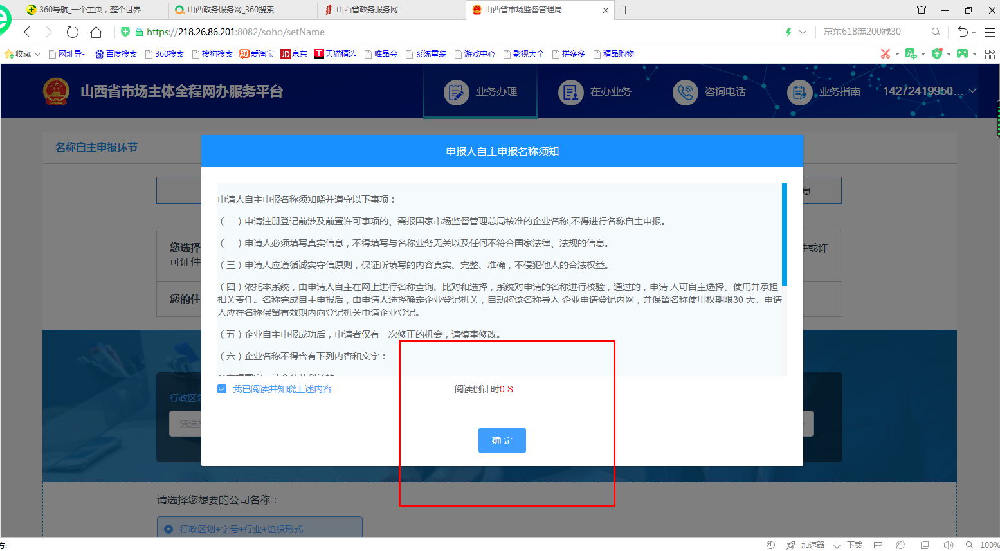 360导航_一个主页，整个世界
山西政务服务网_360搜索
山西省政务服务网
山西省市场监督管理局
https://218.26.86.201:8082/soho/setName
京东618满200减30
收藏
网址导-
百度搜索
360搜索
搜狗搜索
爱淘宝
京东
天猫精选
唯品会
系统重装
游戏中心
影视大全
拼多多
精品购物
山西省市场主体全程网办服务平台
业务办理
在办业务
咨询电话
业务指南
14272419950...
名称自主申报环节
申报人自主申报名称须知
息
申请人自主申报名称须知晓并遵守以下事项：
（一）申请注册登记前涉及前置许可事项的、需报国家市场监督管理总局核准的企业名称,不得进行名称自主申报。
（二）申请人必须填写真实信息，不得填写与名称业务无关以及任何不符合国家法律、法规的信息。
（三）申请人应遵循诚实守信原则，保证所填写的内容真实、完整、准确，不侵犯他人的合法权益。
（四）依托本系统，由申请人自主在网上进行名称查询、比对和选择，系统对申请的名称进行校验，通过的，申请 人可自主选择、使用并承担
相关责任。名称完成自主申报后，由申请人选择确定企业登记机关，自动将该名称导入 企业申请登记内网，并保留名称使用权期限30 天。申请
人应在名称保留有效期内向登记机关申请企业登记。
（五）企业自主申报成功后，申请者仅有一次修正的机会，请慎重修改。
（六）企业名称不得含有下列内容和文字：
您选择
件或许
可证件
您的住
我已阅读并知晓上述内容
阅读倒计时0 S
行政区划
请选择
确 定
请选择您想要的公司名称：
行政区划+字号+行业+组织形式
方:
加速器
下载
100%